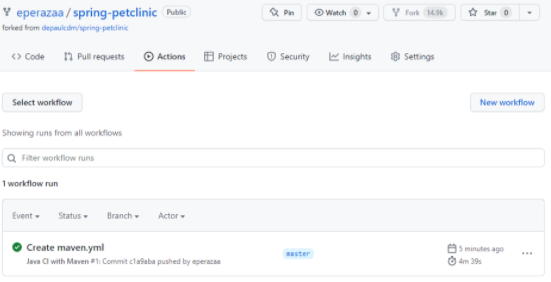 eperazaa / spring-petclinic Public Pin Watch 0 Fork 14.9k Star 0
forked from depaulcdm/spring-petclinic
Code Pull requests Actions Projects Security Insights Settings
Select workflow New workflow
Showing runs from all workflows
Filter workflow runs
1 workflow run
Event Status Branch Actor
Create maven.yml master 5 minutes ago
Java CI with Maven #1: Commit c1a9aba pushed by eperazaa 4m 39s